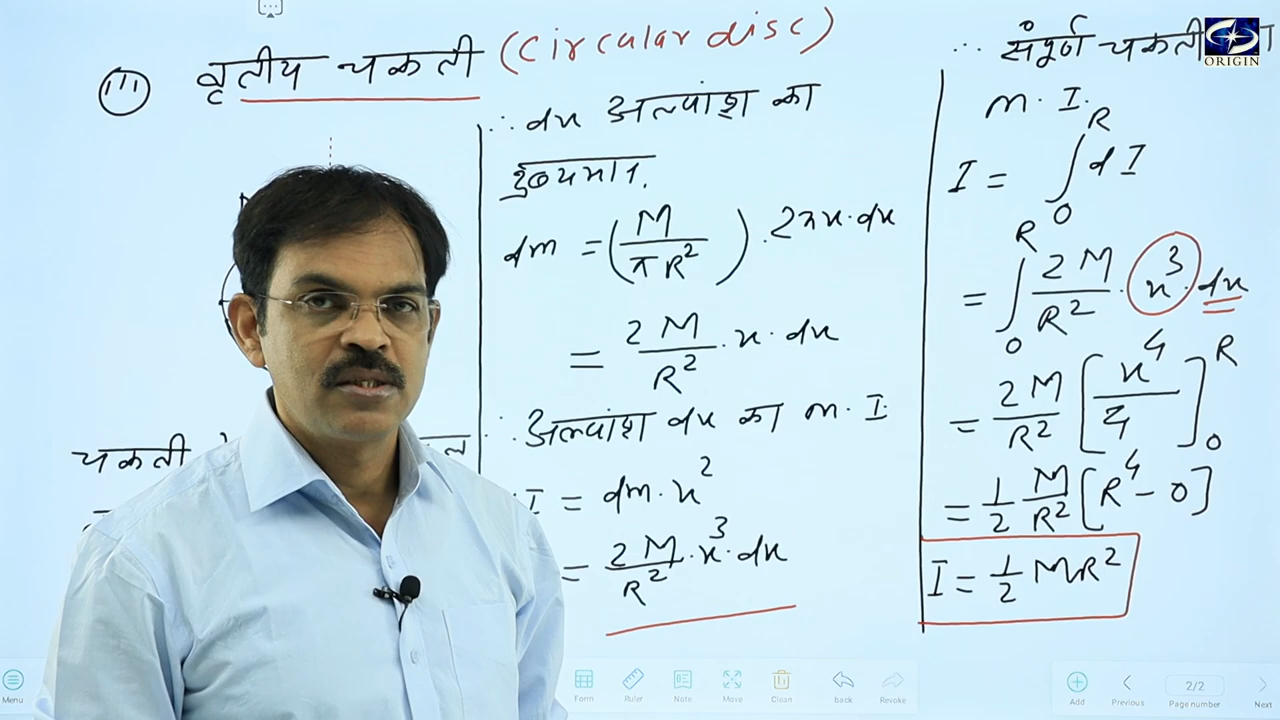 (iii) वृतीय चकती (Circular disc)
चकती
∴ dx अल्पांश का
द्रव्यमान.
dm = (M/πR²) . 2πx . dx
= 2M/R² . x . dx
∴ अल्पांश dx का m . I.
I = dm . x²
= 2M/R² . x³ . dx
∴ संपूर्ण चकती
m . I.
I = ∫₀ᴿ dI
= ∫₀ᴿ 2M/R² . x³ . dx
= 2M/R² [x⁴/4]₀ᴿ
= 1/2 M/R² [R⁴ - 0]
I = 1/2 MR²
ORIGIN
Menu
Form
Ruler
Note
Move
Clean
back
Revoke
Add
Previous
2/2
Page number
Next